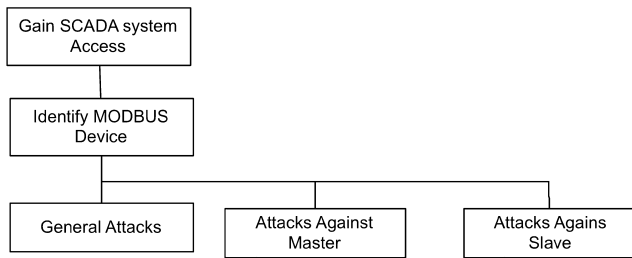 Gain SCADA system
Access
Identify MODBUS
Device
General Attacks
Attacks Against
Master
Attacks Agains
Slave